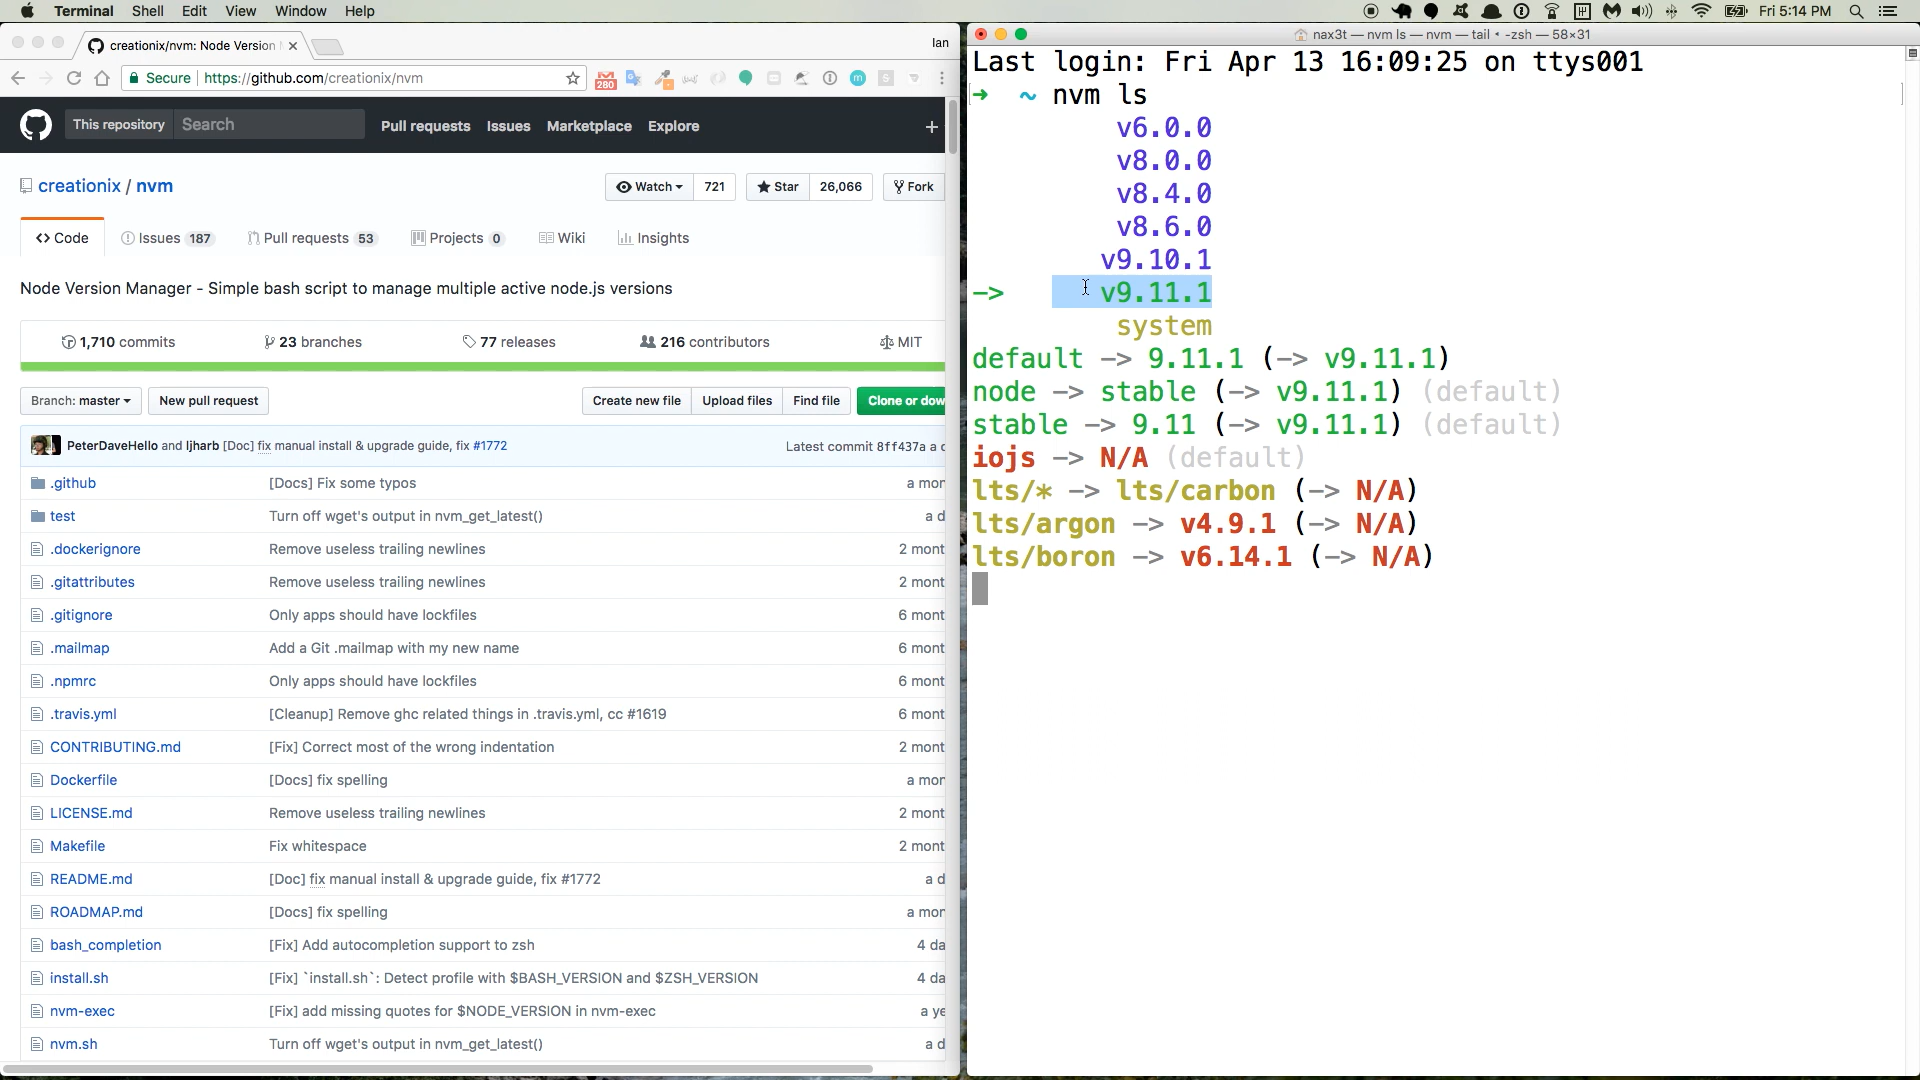 Terminal Shell Edit View Window Help
Fri 5:14 PM
creationix/nvm: Node Version
Ian
Secure https://github.com/creationix/nvm
280
This repository Search Pull requests Issues Marketplace Explore
creationix / nvm
Watch 721 Star 26,066 Fork
Code Issues 187 Pull requests 53 Projects 0 Wiki Insights
Node Version Manager - Simple bash script to manage multiple active node.js versions
1,710 commits 23 branches 77 releases 216 contributors MIT
Branch: master New pull request Create new file Upload files Find file Clone or dow
PeterDaveHello and ljharb [Doc] fix manual install & upgrade guide, fix #1772 Latest commit 8ff437a a d
.github [Docs] Fix some typos a mon
test Turn off wget's output in nvm_get_latest() a d
.dockerignore Remove useless trailing newlines 2 mont
.gitattributes Remove useless trailing newlines 2 mont
.gitignore Only apps should have lockfiles 6 mont
.mailmap Add a Git .mailmap with my new name 6 mont
.npmrc Only apps should have lockfiles 6 mont
.travis.yml [Cleanup] Remove ghc related things in .travis.yml, cc #1619 6 mont
CONTRIBUTING.md [Fix] Correct most of the wrong indentation 2 mont
Dockerfile [Docs] fix spelling a mon
LICENSE.md Remove useless trailing newlines 2 mont
Makefile Fix whitespace 2 mont
README.md [Doc] fix manual install & upgrade guide, fix #1772 a d
ROADMAP.md [Docs] fix spelling a mon
bash_completion [Fix] Add autocompletion support to zsh 4 da
install.sh [Fix] `install.sh`: Detect profile with $BASH_VERSION and $ZSH_VERSION 4 da
nvm-exec [Fix] add missing quotes for $NODE_VERSION in nvm-exec a ye
nvm.sh Turn off wget's output in nvm_get_latest() a d
nax3t — nvm ls — nvm — tail ‹ -zsh — 58×31
Last login: Fri Apr 13 16:09:25 on ttys001
➜ ~ nvm ls
v6.0.0
v8.0.0
v8.4.0
v8.6.0
v9.10.1
-> v9.11.1
system
default -> 9.11.1 (-> v9.11.1)
node -> stable (-> v9.11.1) (default)
stable -> 9.11 (-> v9.11.1) (default)
iojs -> N/A (default)
lts/* -> lts/carbon (-> N/A)
lts/argon -> v4.9.1 (-> N/A)
lts/boron -> v6.14.1 (-> N/A)